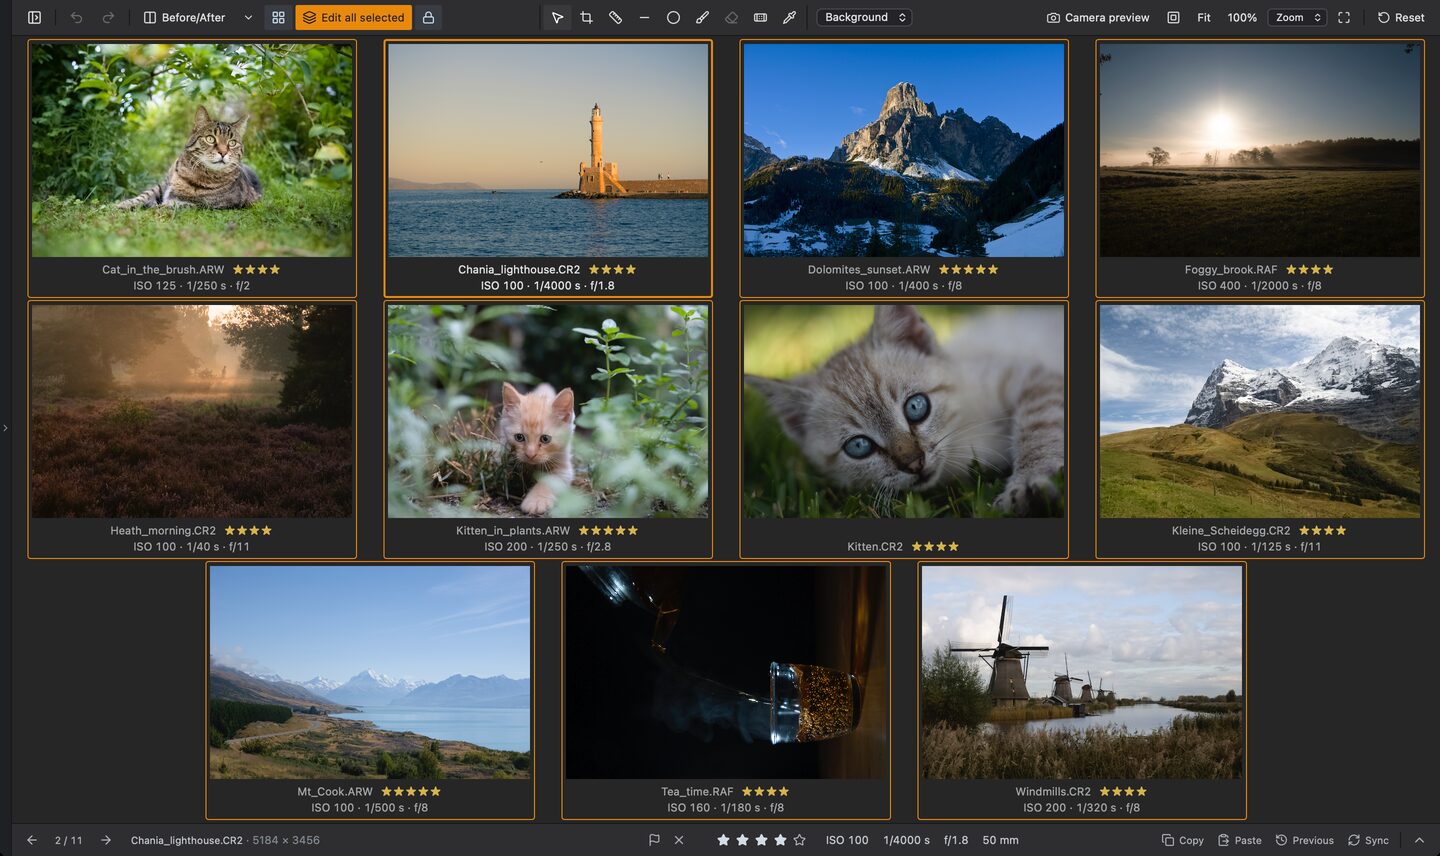 Before/After Edit all selected Background Camera preview Fit 100% Zoom Reset
Cat_in_the_brush.ARW ★★★★
ISO 125 · 1/250 s · f/2
Chania_lighthouse.CR2 ★★★★
ISO 100 · 1/4000 s · f/1.8
Dolomites_sunset.ARW ★★★★★
ISO 100 · 1/400 s · f/8
Foggy_brook.RAF ★★★★
ISO 400 · 1/2000 s · f/8
Heath_morning.CR2 ★★★★
ISO 100 · 1/40 s · f/11
Kitten_in_plants.ARW ★★★★★
ISO 200 · 1/250 s · f/2.8
Kitten.CR2 ★★★★
Kleine_Scheidegg.CR2 ★★★★
ISO 100 · 1/125 s · f/11
Mt_Cook.ARW ★★★★★
ISO 100 · 1/500 s · f/8
Tea_time.RAF ★★★★
ISO 160 · 1/180 s · f/8
Windmills.CR2 ★★★★
ISO 200 · 1/320 s · f/8
2 / 11 Chania_lighthouse.CR2 · 5184 × 3456 ★★★★☆ ISO 100 1/4000 s f/1.8 50 mm Copy Paste Previous Sync